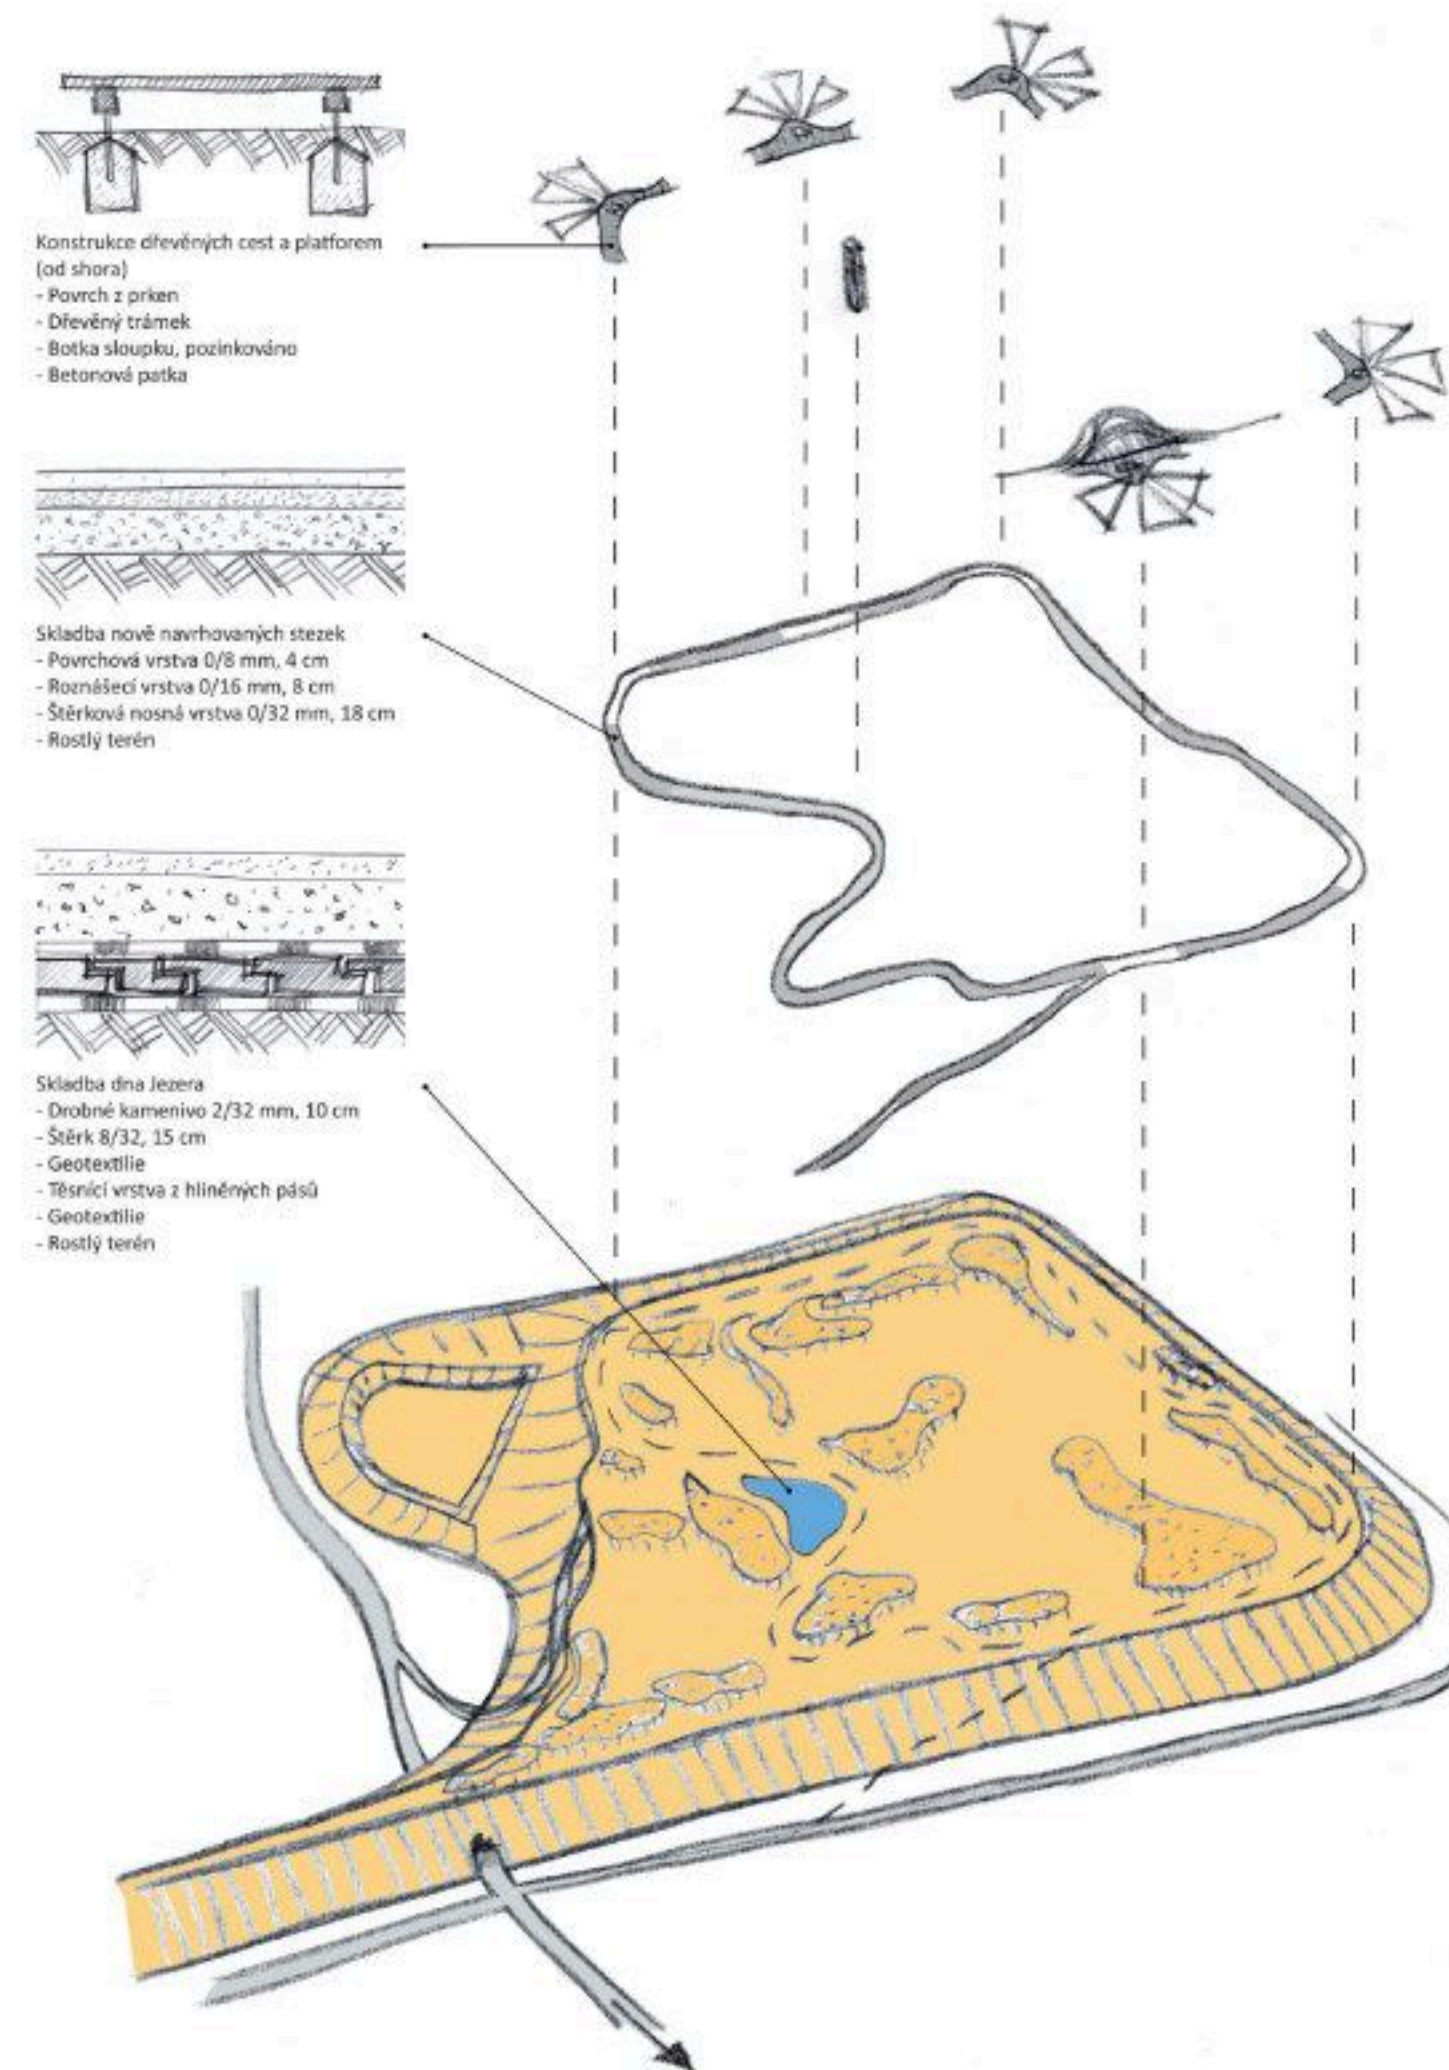 Konstrukce dřevěných cest a platforem
(od shora)
- Povrch z prken
- Dřevěný trámek
- Botka sloupku, pozinkováno
- Betonová patka
Skladba nově navrhovaných stezek
- Povrchová vrstva 0/8 mm, 4 cm
- Roznášecí vrstva 0/16 mm, 8 cm
- Štěrková nosná vrstva 0/32 mm, 18 cm
- Rostlý terén
Skladba dna Jezera
- Drobné kamenivo 2/32 mm, 10 cm
- Štěrk 8/32, 15 cm
- Geotextilie
- Těsnící vrstva z hliněných pásů
- Geotextilie
- Rostlý terén